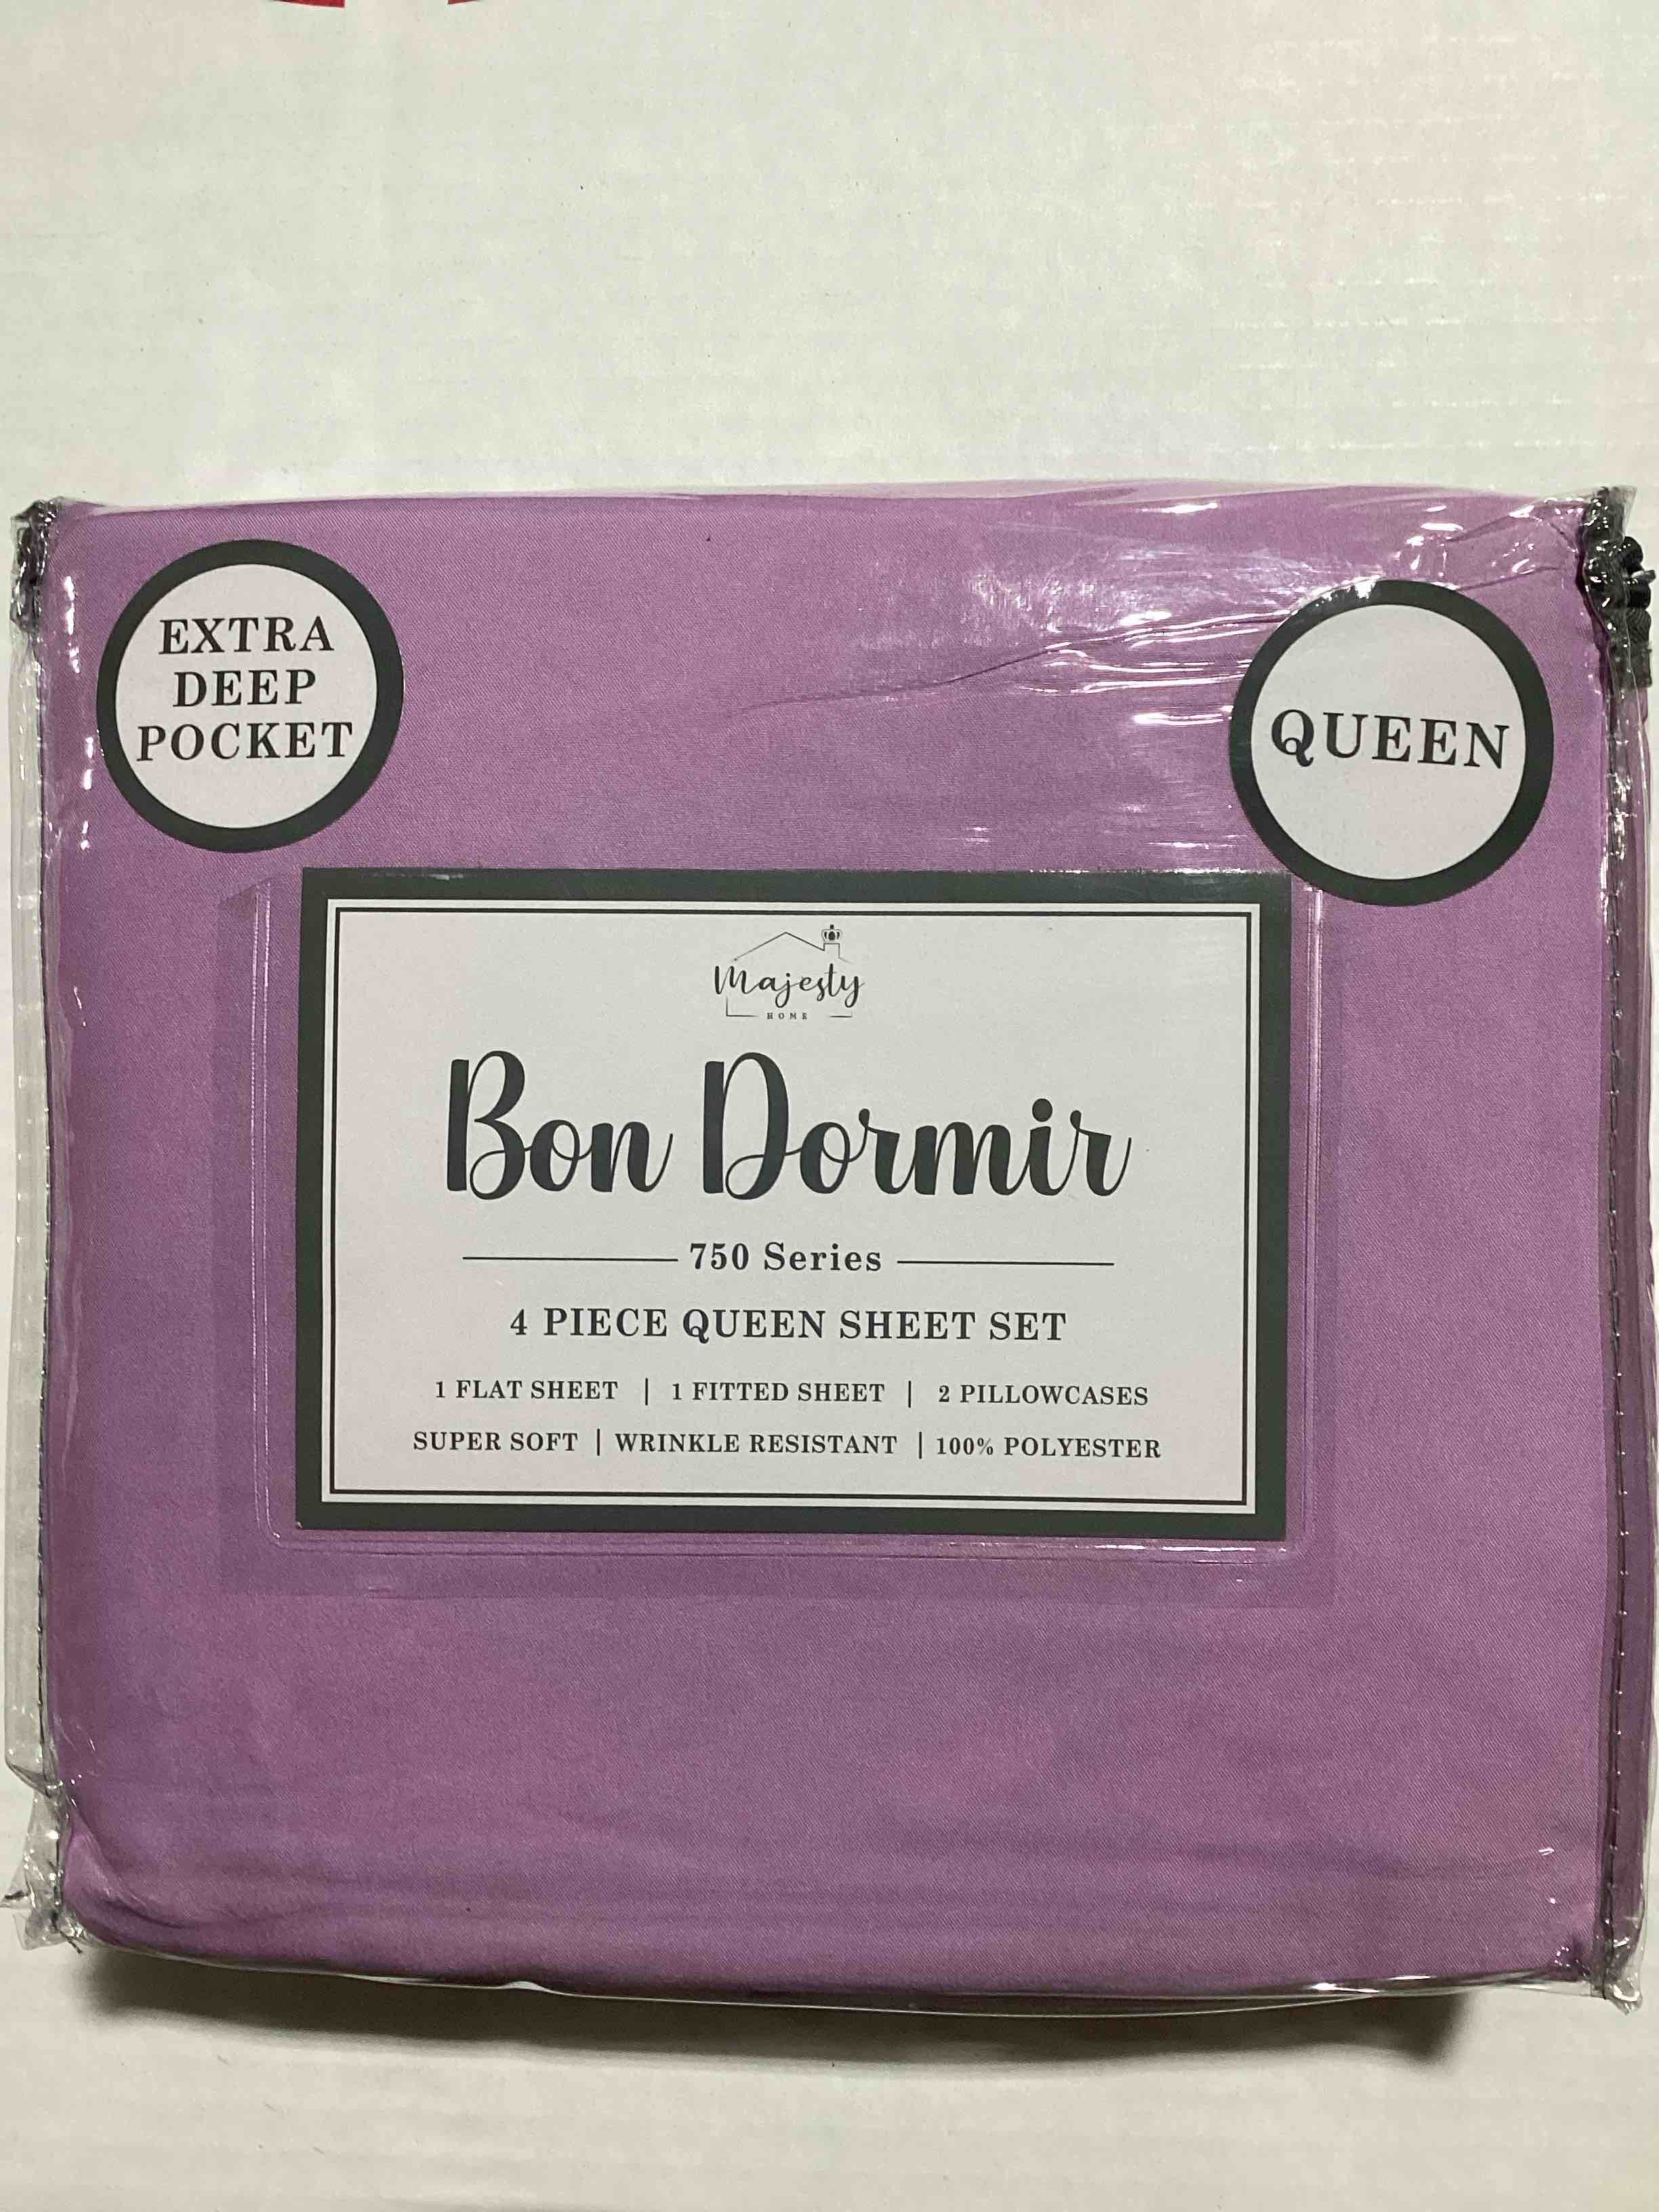 EXTRA
DEEP
POCKET
QUEEN
Majesty
HOME
Bon Dormir
750 Series
4 PIECE QUEEN SHEET SET
1 FLAT SHEET | 1 FITTED SHEET | 2 PILLOWCASES
SUPER SOFT | WRINKLE RESISTANT | 100% POLYESTER